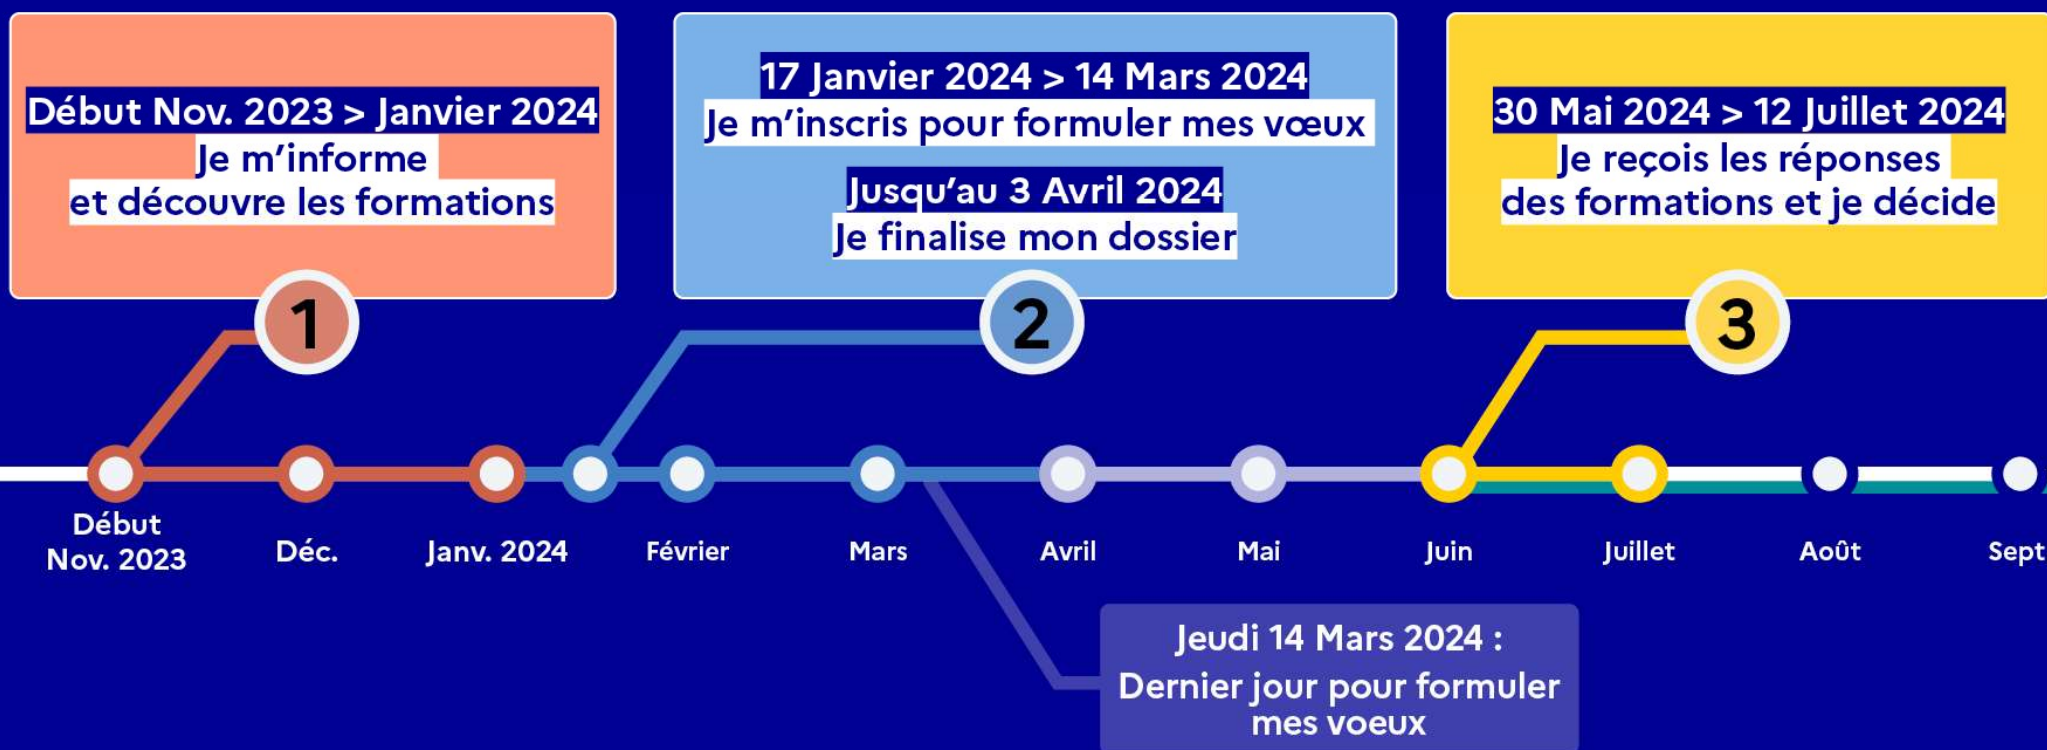 Début Nov. 2023 > Janvier 2024
Je m’informe
et découvre les formations
1
17 Janvier 2024 > 14 Mars 2024
Je m’inscris pour formuler mes vœux
Jusqu’au 3 Avril 2024
Je finalise mon dossier
2
30 Mai 2024 > 12 Juillet 2024
Je reçois les réponses
des formations et je décide
3
Début
Nov. 2023
Déc.
Janv. 2024
Février
Mars
Avril
Mai
Juin
Juillet
Août
Sept
Jeudi 14 Mars 2024 :
Dernier jour pour formuler
mes voeux